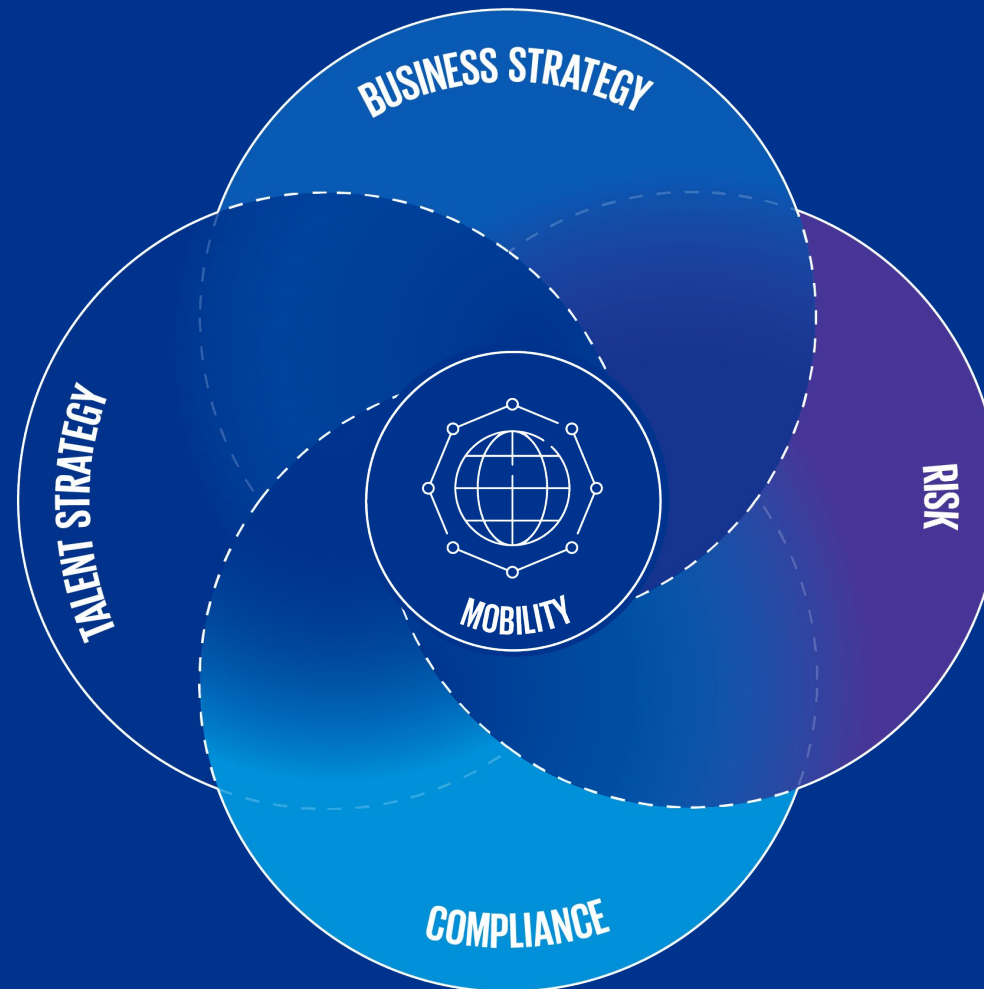 BUSINESS STRATEGY
TALENT STRATEGY
RISK
MOBILITY
COMPLIANCE